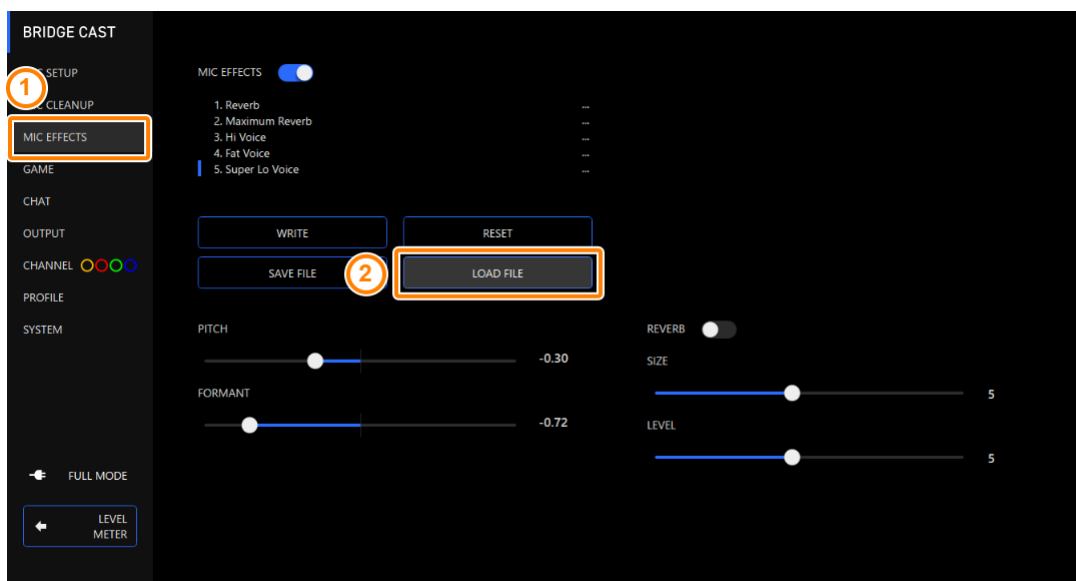 BRIDGE CAST
SETUP
1
CLEANUP
MIC EFFECTS
GAME
CHAT
OUTPUT
CHANNEL
PROFILE
SYSTEM
FULL MODE
LEVEL
METER
MIC EFFECTS
1. Reverb ...
2. Maximum Reverb ...
3. Hi Voice ...
4. Fat Voice ...
5. Super Lo Voice ...
WRITE
RESET
SAVE FILE
2
LOAD FILE
PITCH
-0.30
FORMANT
-0.72
REVERB
SIZE
5
LEVEL
5